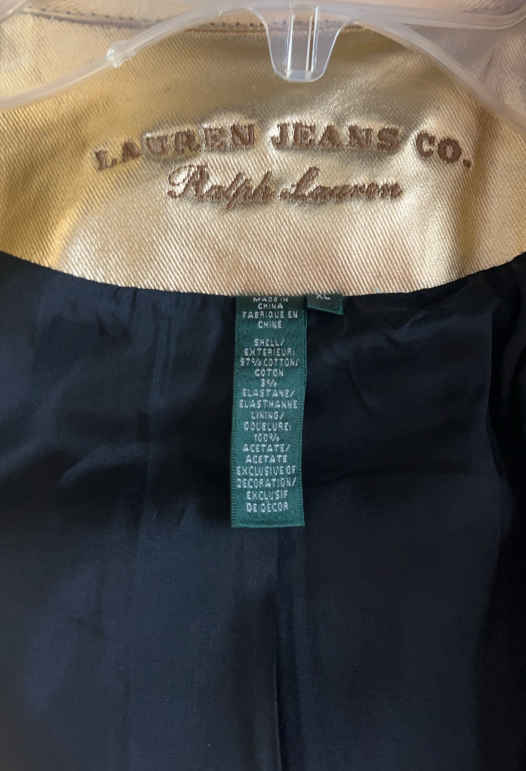 LAUREN JEANS CO.
Ralph Lauren
MADE IN
CHINA
FABRIQUE EN
CHINE
XL
SHELL/
EXTERIEUR:
97% COTTON/
COTON
3%
ELASTANE/
ELASTHANNE
LINING/
DOUBLURE:
100%
ACETATE/
ACETATE
EXCLUSIVE OF
DECORATION/
EXCLUSIF
DE DECOR